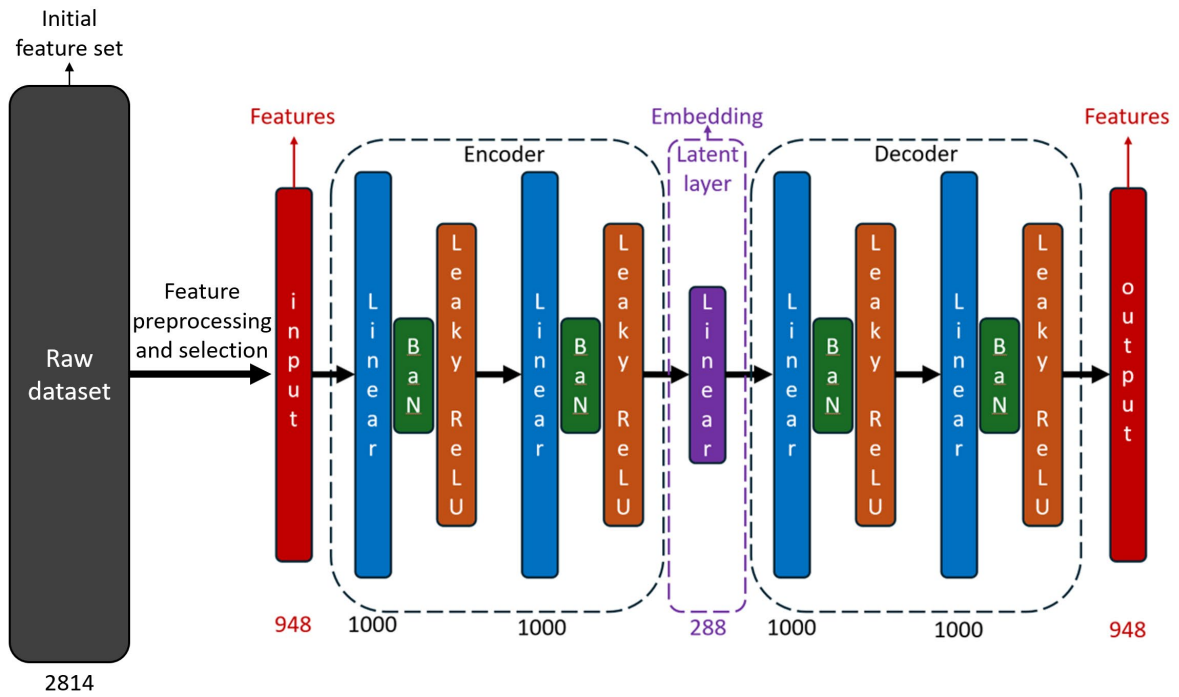 Initial
feature set
Raw
dataset
2814
Feature
preprocessing
and selection
Features
input
948
Encoder
Linear
BaN
Leaky ReLU
Linear
BaN
Leaky ReLU
1000
1000
Embedding
Latent
layer
Linear
288
Decoder
Linear
BaN
Leaky ReLU
Linear
BaN
Leaky ReLU
1000
1000
Features
output
948